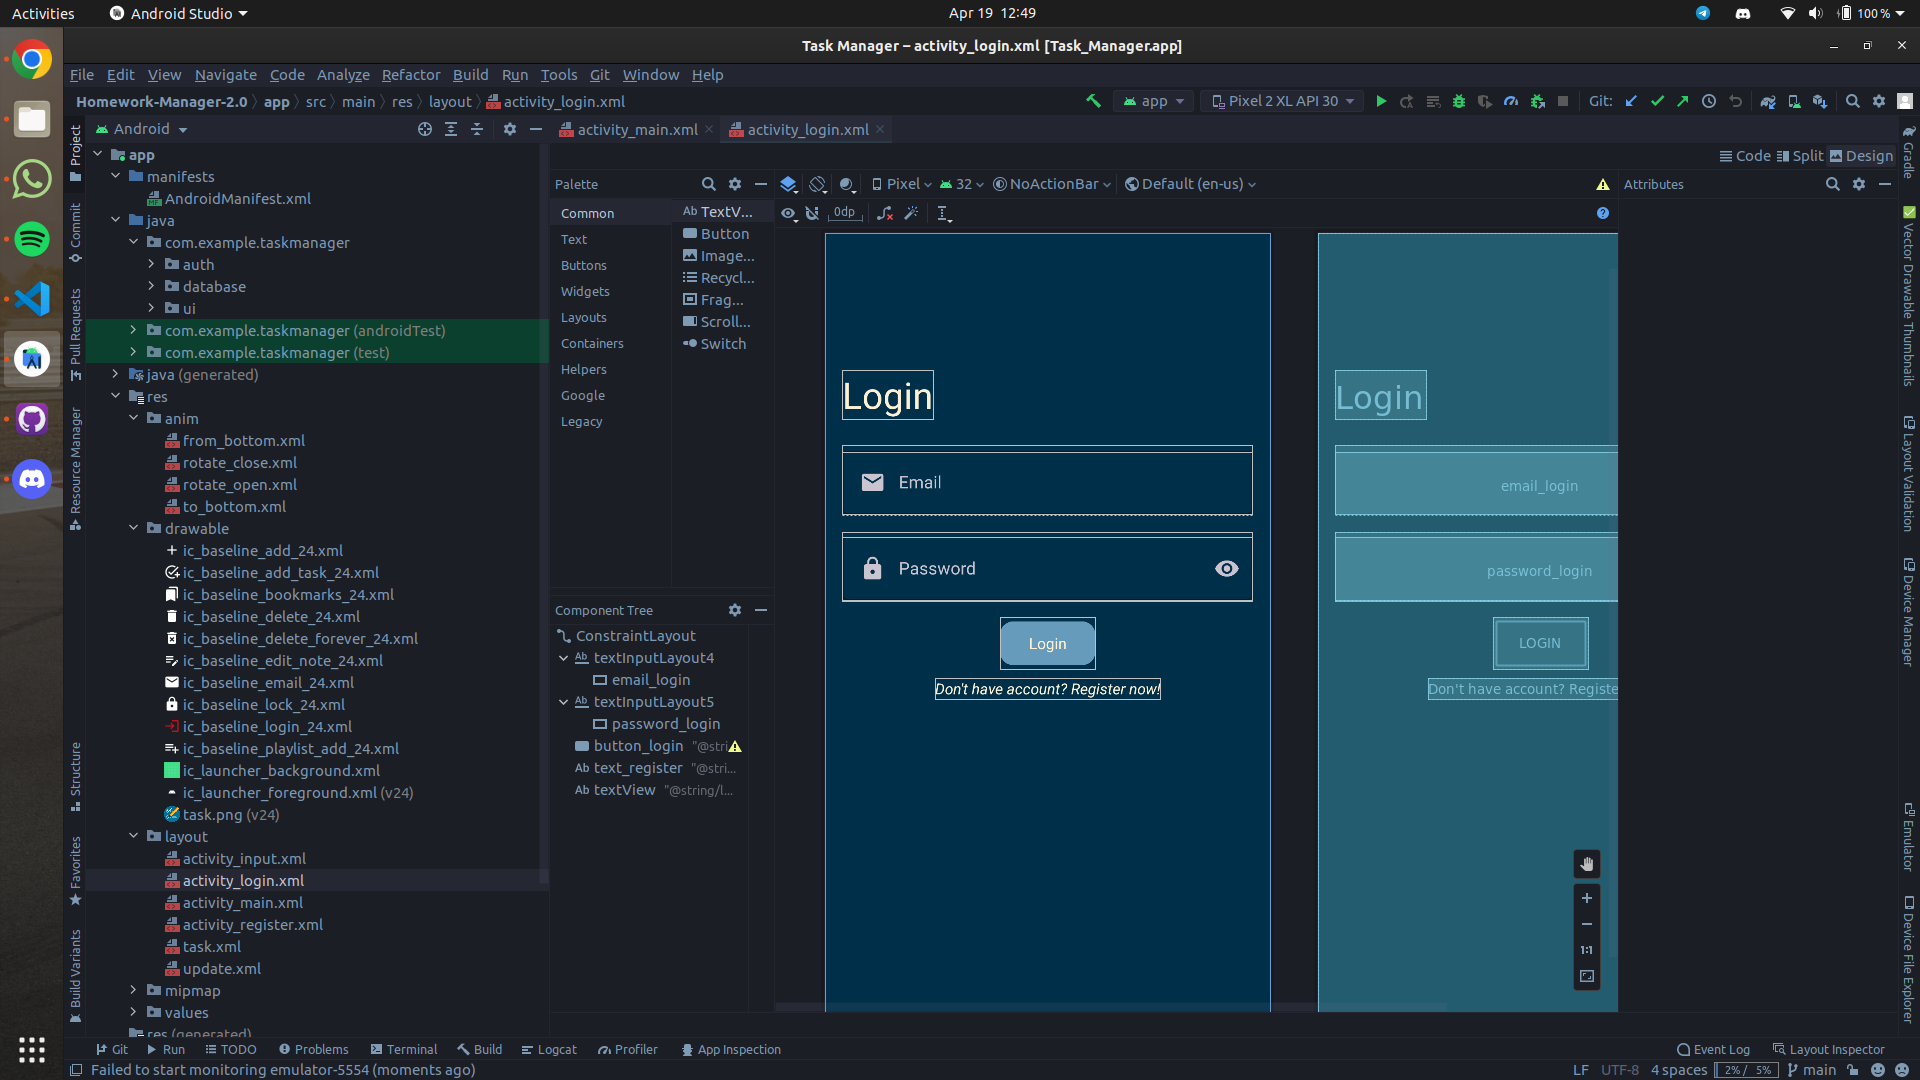 Activities
Android Studio
Apr 19 12:49
100 %
Task Manager – activity_login.xml [Task_Manager.app]
File Edit View Navigate Code Analyze Refactor Build Run Tools Git Window Help
Homework-Manager-2.0 app src main res layout activity_login.xml
app
Pixel 2 XL API 30
Git:
Android
activity_main.xml
activity_login.xml
Code Split Design
app
manifests
AndroidManifest.xml
java
com.example.taskmanager
auth
database
ui
com.example.taskmanager (androidTest)
com.example.taskmanager (test)
java (generated)
res
anim
from_bottom.xml
rotate_close.xml
rotate_open.xml
to_bottom.xml
drawable
ic_baseline_add_24.xml
ic_baseline_add_task_24.xml
ic_baseline_bookmarks_24.xml
ic_baseline_delete_24.xml
ic_baseline_delete_forever_24.xml
ic_baseline_edit_note_24.xml
ic_baseline_email_24.xml
ic_baseline_lock_24.xml
ic_baseline_login_24.xml
ic_baseline_playlist_add_24.xml
ic_launcher_background.xml
ic_launcher_foreground.xml (v24)
task.png (v24)
layout
activity_input.xml
activity_login.xml
activity_main.xml
activity_register.xml
task.xml
update.xml
mipmap
values
res (generated)
Project
Commit
Pull Requests
Resource Manager
Structure
Favorites
Build Variants
Palette
Common
Text
Buttons
Widgets
Layouts
Containers
Helpers
Google
Legacy
Ab TextV...
Button
Image...
Recycl...
Frag...
Scroll...
Switch
Component Tree
ConstraintLayout
Ab textInputLayout4
email_login
Ab textInputLayout5
password_login
button_login "@stri
Ab text_register "@stri...
Ab textView "@string/l...
Pixel 32 NoActionBar Default (en-us)
0dp
Login
Email
Password
Login
Don't have account? Register now!
Login
email_login
password_login
LOGIN
Don't have account? Registe
1:1
Attributes
Gradle
Vector Drawable Thumbnails
Layout Validation
Device Manager
Emulator
Device File Explorer
Git Run TODO Problems Terminal Build Logcat Profiler App Inspection
Event Log Layout Inspector
Failed to start monitoring emulator-5554 (moments ago)
LF UTF-8 4 spaces 2% / 5% main